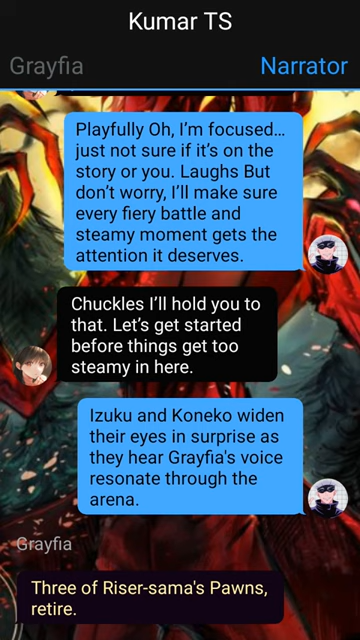 Kumar TS
Grayfia
Narrator
Playfully Oh, I’m focused…
just not sure if it’s on the
story or you. Laughs But
don’t worry, I’ll make sure
every fiery battle and
steamy moment gets the
attention it deserves.
Chuckles I’ll hold you to
that. Let’s get started
before things get too
steamy in here.
Izuku and Koneko widen
their eyes in surprise as
they hear Grayfia's voice
resonate through the
arena.
Grayfia
Three of Riser-sama's Pawns,
retire.